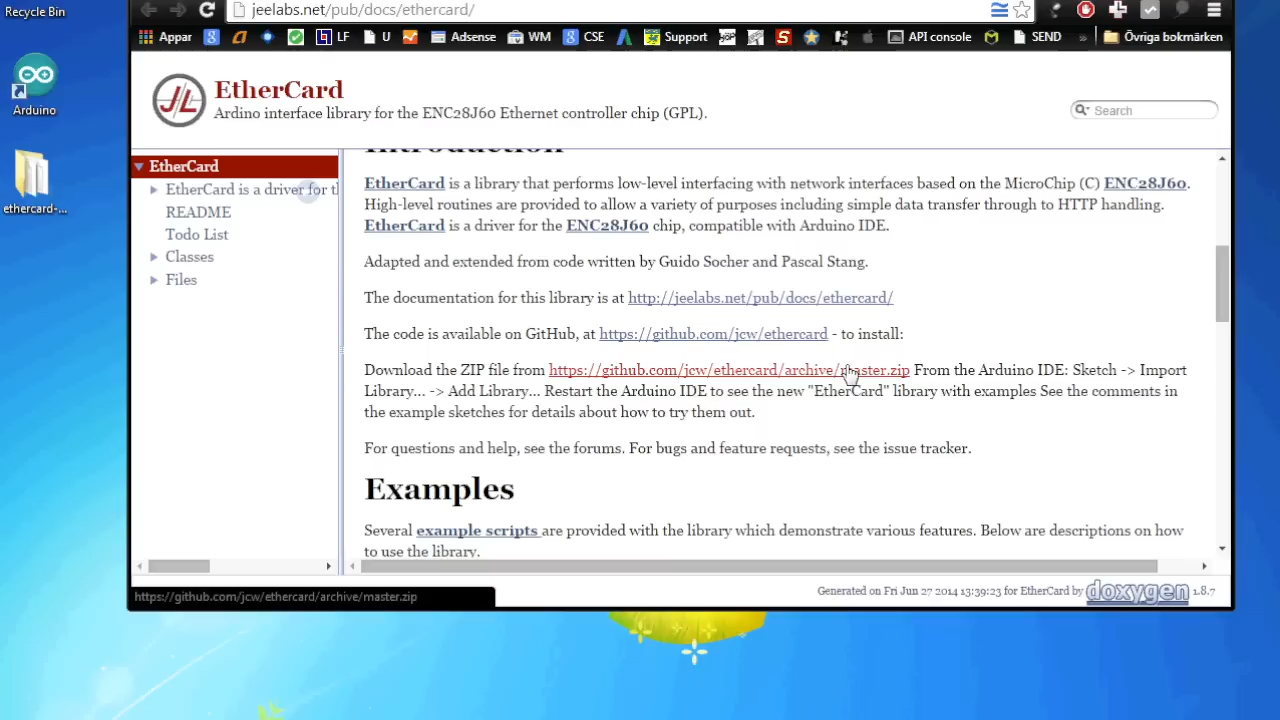 Recycle Bin
jeelabs.net/pub/docs/ethercard/
Appar LF U Adsense WM CSE Support API console SEND » Övriga bokmärken
Arduino
EtherCard
Ardino interface library for the ENC28J60 Ethernet controller chip (GPL).
Search
ethercard-...
EtherCard
EtherCard is a driver for th
README
Todo List
Classes
Files
Introduction
EtherCard is a library that performs low-level interfacing with network interfaces based on the MicroChip (C) ENC28J60.
High-level routines are provided to allow a variety of purposes including simple data transfer through to HTTP handling.
EtherCard is a driver for the ENC28J60 chip, compatible with Arduino IDE.
Adapted and extended from code written by Guido Socher and Pascal Stang.
The documentation for this library is at http://jeelabs.net/pub/docs/ethercard/
The code is available on GitHub, at https://github.com/jcw/ethercard - to install:
Download the ZIP file from https://github.com/jcw/ethercard/archive/master.zip From the Arduino IDE: Sketch -> Import
Library... -> Add Library... Restart the Arduino IDE to see the new "EtherCard" library with examples See the comments in
the example sketches for details about how to try them out.
For questions and help, see the forums. For bugs and feature requests, see the issue tracker.
Examples
Several example scripts are provided with the library which demonstrate various features. Below are descriptions on how
to use the library.
https://github.com/jcw/ethercard/archive/master.zip
Generated on Fri Jun 27 2014 13:39:23 for EtherCard by doxygen 1.8.7